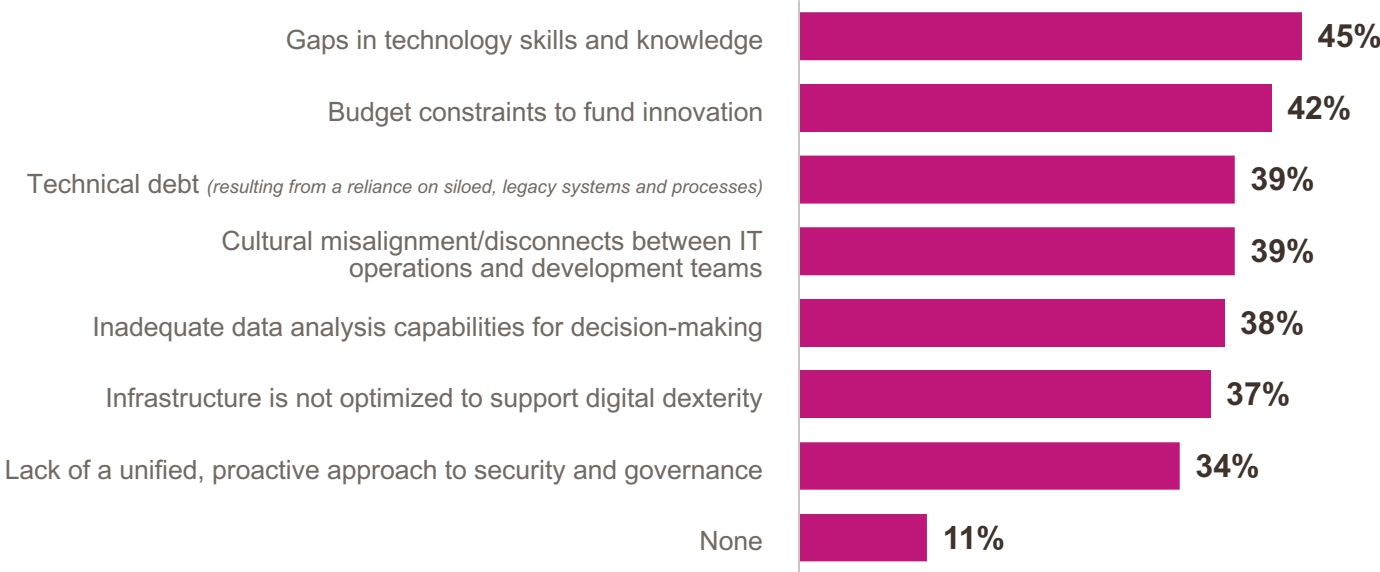 Gaps in technology skills and knowledge 45%
Budget constraints to fund innovation 42%
Technical debt (resulting from a reliance on siloed, legacy systems and processes) 39%
Cultural misalignment/disconnects between IT
operations and development teams 39%
Inadequate data analysis capabilities for decision-making 38%
Infrastructure is not optimized to support digital dexterity 37%
Lack of a unified, proactive approach to security and governance 34%
None 11%